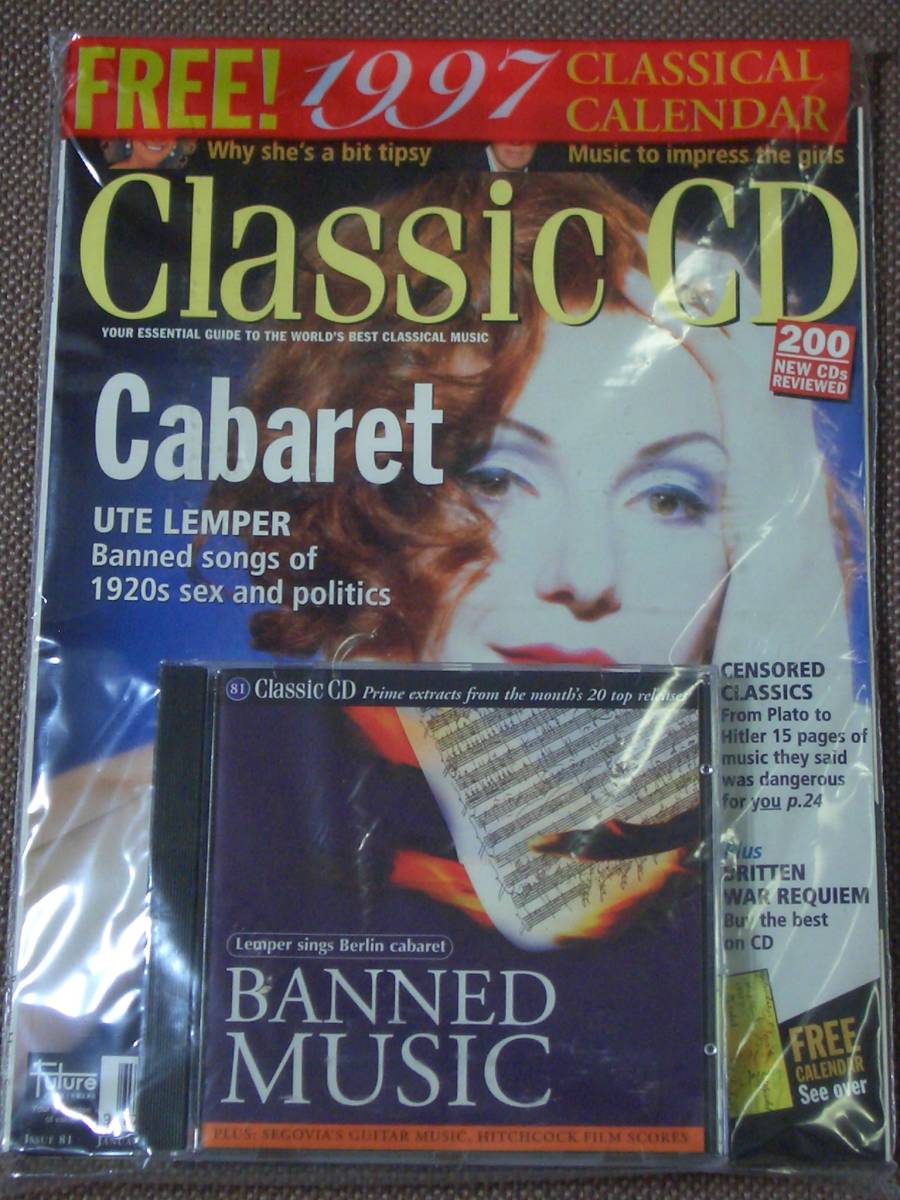 FREE! 1997 CLASSICAL
CALENDAR
Why she's a bit tipsy
Music to impress the girls
Classic CD
YOUR ESSENTIAL GUIDE TO THE WORLD'S BEST CLASSICAL MUSIC
200
NEW CDs
REVIEWED
Cabaret
UTE LEMPER
Banned songs of
1920s sex and politics
CENSORED
CLASSICS
From Plato to
Hitler 15 pages of
music they said
was dangerous
for you p.24
Plus
BRITTEN
WAR REQUIEM
Buy the best
on CD
FREE
CALENDAR
See over
81 Classic CD Prime extracts from the month's 20 top releases
Lemper sings Berlin cabaret
BANNED
MUSIC
PLUS: SEGOVIA'S GUITAR MUSIC, HITCHCOCK FILM SCORES
Future
ISSUE 81